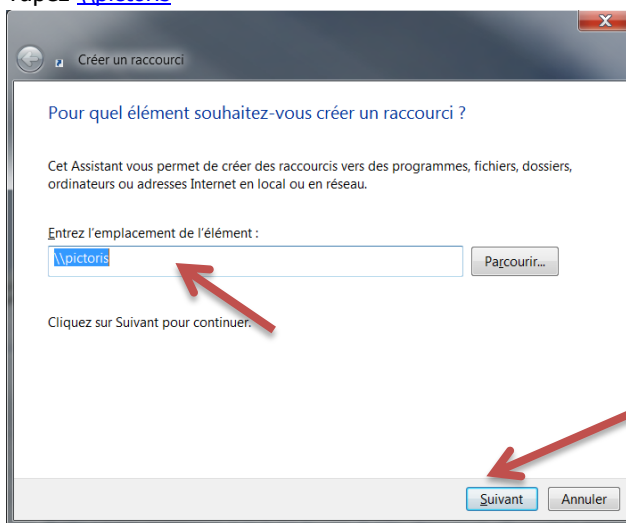 Tapez \\pictoris
Créer un raccourci
Pour quel élément souhaitez-vous créer un raccourci ?
Cet Assistant vous permet de créer des raccourcis vers des programmes, fichiers, dossiers,
ordinateurs ou adresses Internet en local ou en réseau.
Entrez l'emplacement de l'élément :
\\pictoris
Parcourir...
Cliquez sur Suivant pour continuer.
Suivant Annuler